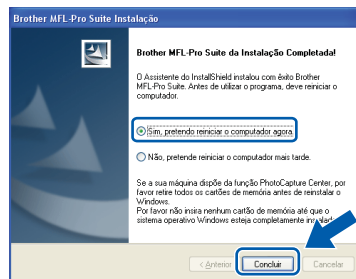 Brother MFL-Pro Suite Instalação
Brother MFL-Pro Suite da Instalação Completada!
O Assistente do InstallShield instalou com êxito Brother
MFL-Pro Suite. Antes de utilizar o programa, deve reiniciar o
computador.
Sim, pretendo reiniciar o computador agora.
Não, pretende reiniciar o computador mais tarde.
Se a sua máquina dispõe da função PhotoCapture Center, por
favor retire todos os cartões de memória antes de reinstalar o
Windows.
Por favor não insira nenhum cartão de memória até que o
sistema operativo Windows esteja completamente instalado
< Anterior
Concluir
Cancelar